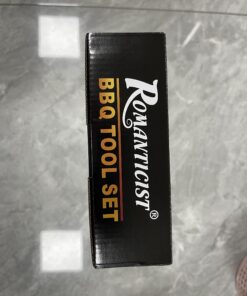 ROMANTICIST®
BBQ TOOL SET